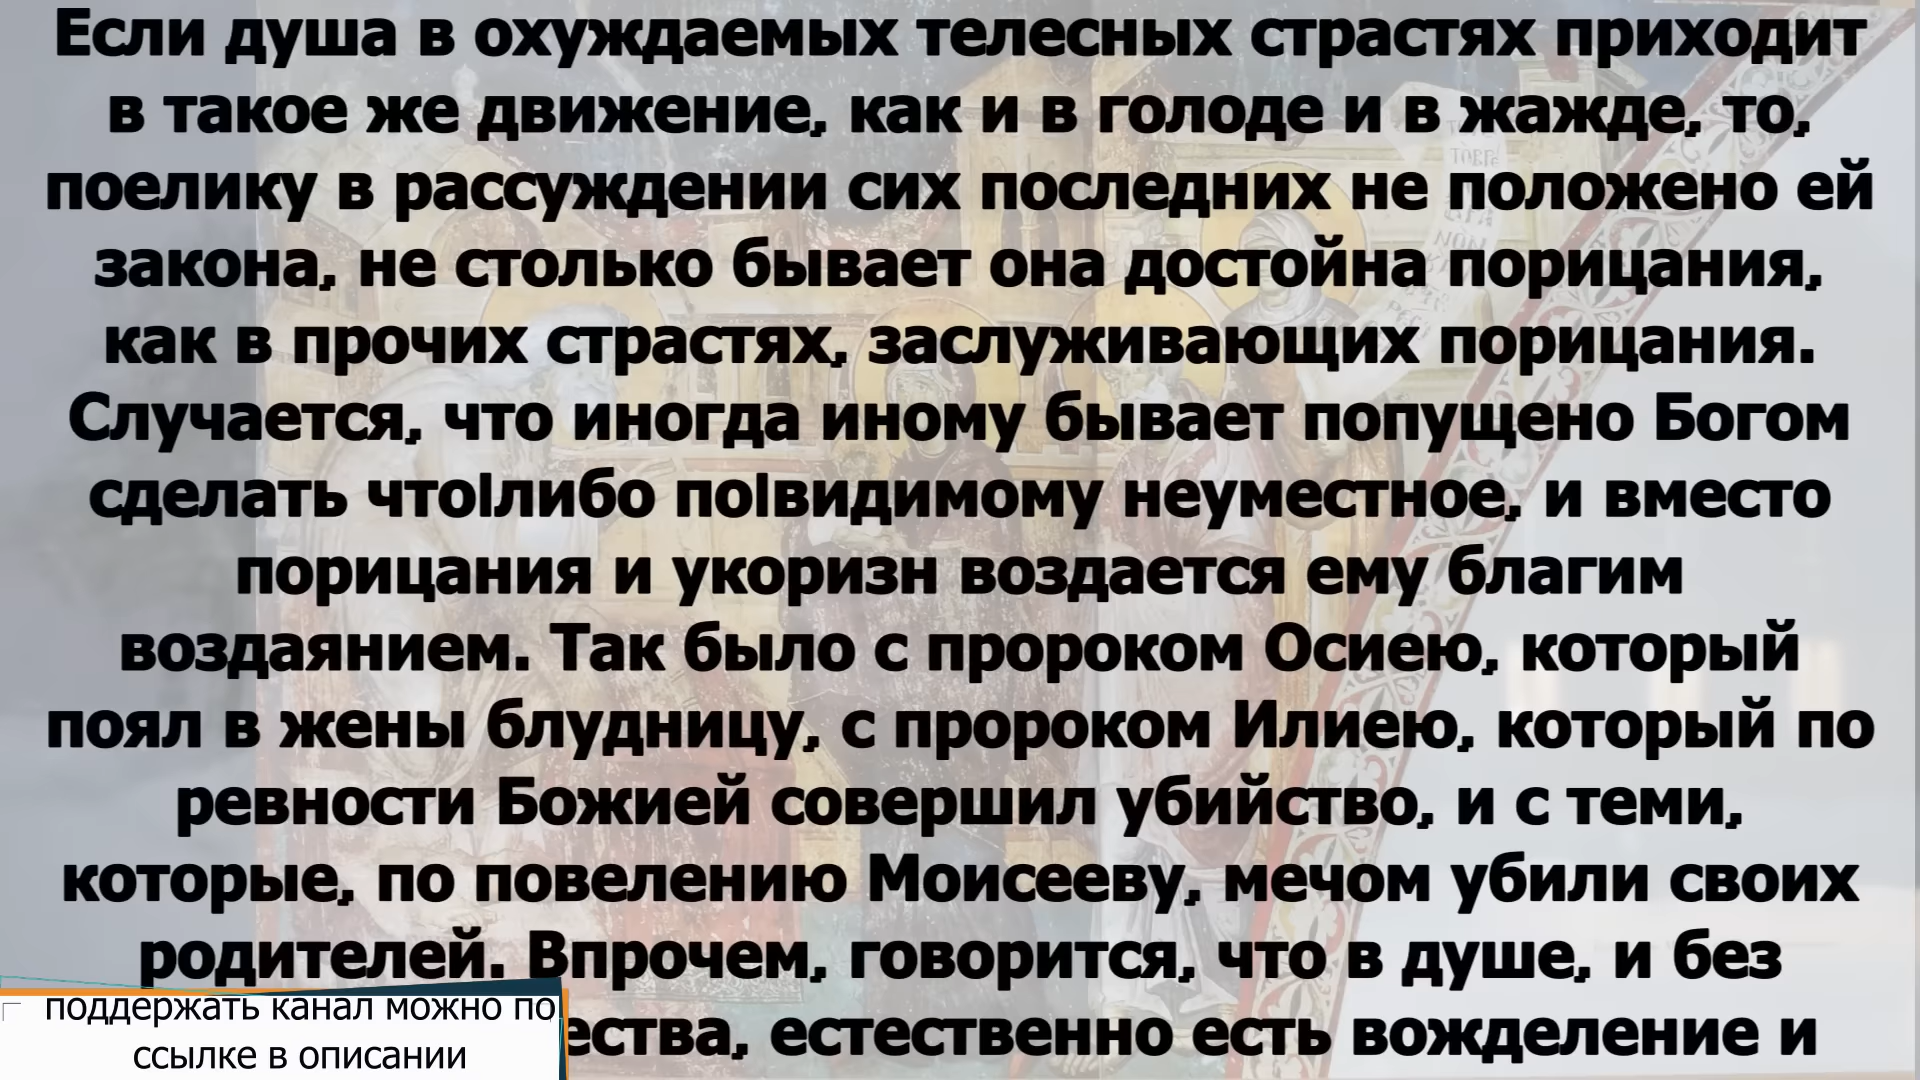 Если душа в охуждаемых телесных страстях приходит
в такое же движение, как и в голоде и в жажде, то,
поелику в рассуждении сих последних не положено ей
закона, не столько бывает она достойна порицания,
как в прочих страстях, заслуживающих порицания.
Случается, что иногда иному бывает попущено Богом
сделать чтоlлибо поlвидимому неуместное, и вместо
порицания и укоризн воздается ему благим
воздаянием. Так было с пророком Осиею, который
поял в жены блудницу, с пророком Илиею, который по
ревности Божией совершил убийство, и с теми,
которые, по повелению Моисееву, мечом убили своих
родителей. Впрочем, говорится, что в душе, и без
ества, естественно есть вожделение и
поддержать канал можно по
ссылке в описании